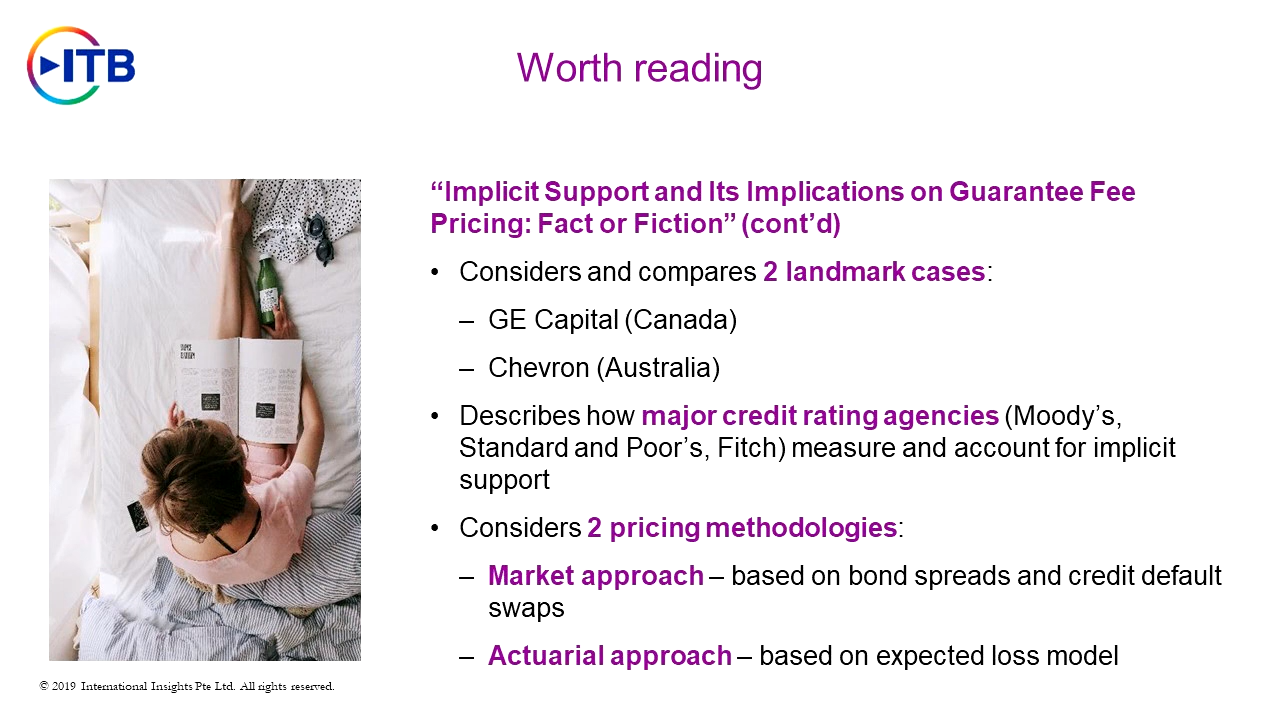 ITB
Worth reading
“Implicit Support and Its Implications on Guarantee Fee
Pricing: Fact or Fiction” (cont’d)
• Considers and compares 2 landmark cases:
– GE Capital (Canada)
– Chevron (Australia)
• Describes how major credit rating agencies (Moody’s,
Standard and Poor’s, Fitch) measure and account for implicit
support
• Considers 2 pricing methodologies:
– Market approach – based on bond spreads and credit default
swaps
– Actuarial approach – based on expected loss model
© 2019 International Insights Pte Ltd. All rights reserved.